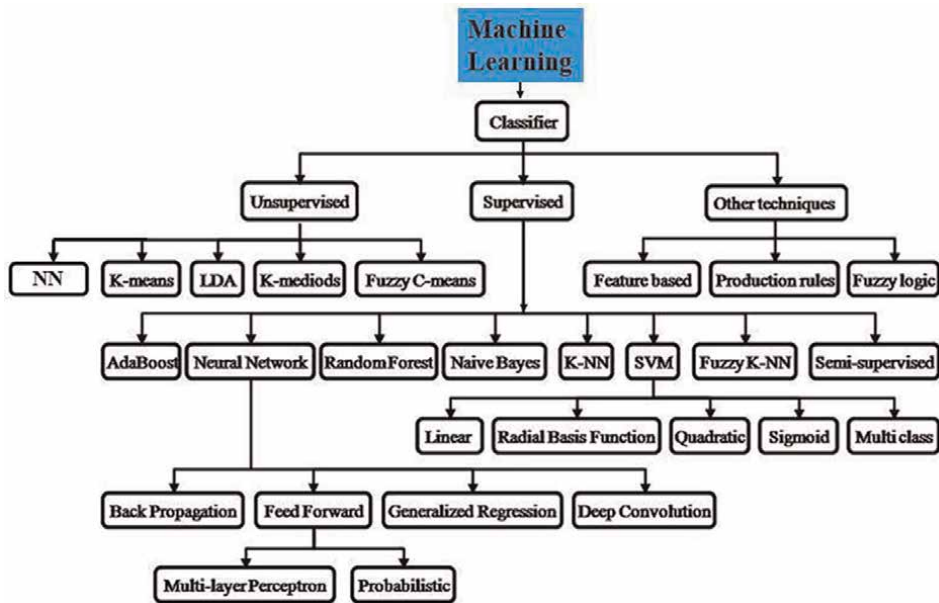 Machine
Learning
Classifier
Unsupervised
Supervised
Other techniques
NN
K-means
LDA
K-mediods
Fuzzy C-means
Feature based
Production rules
Fuzzy logic
AdaBoost
Neural Network
Random Forest
Naive Bayes
K-NN
SVM
Fuzzy K-NN
Semi-supervised
Linear
Radial Basis Function
Quadratic
Sigmoid
Multi class
Back Propagation
Feed Forward
Generalized Regression
Deep Convolution
Multi-layer Perceptron
Probabilistic